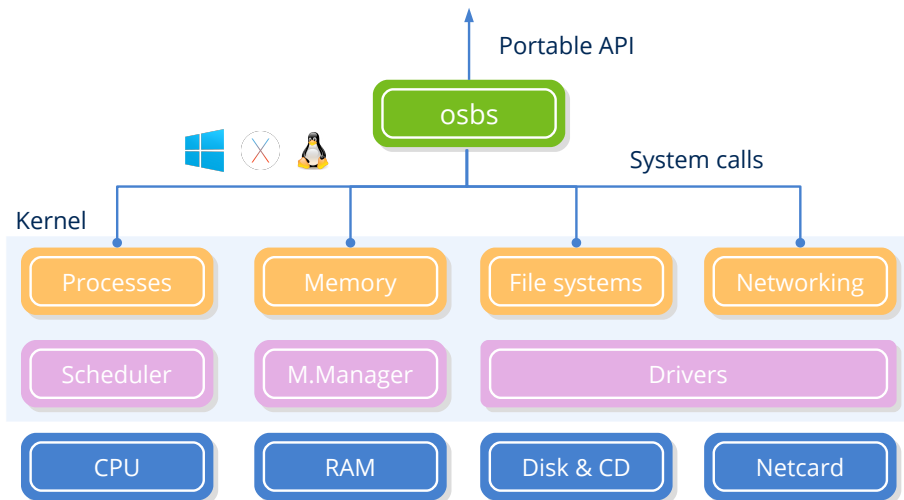 Portable API
osbs
System calls
Kernel
Processes
Memory
File systems
Networking
Scheduler
M.Manager
Drivers
CPU
RAM
Disk & CD
Netcard